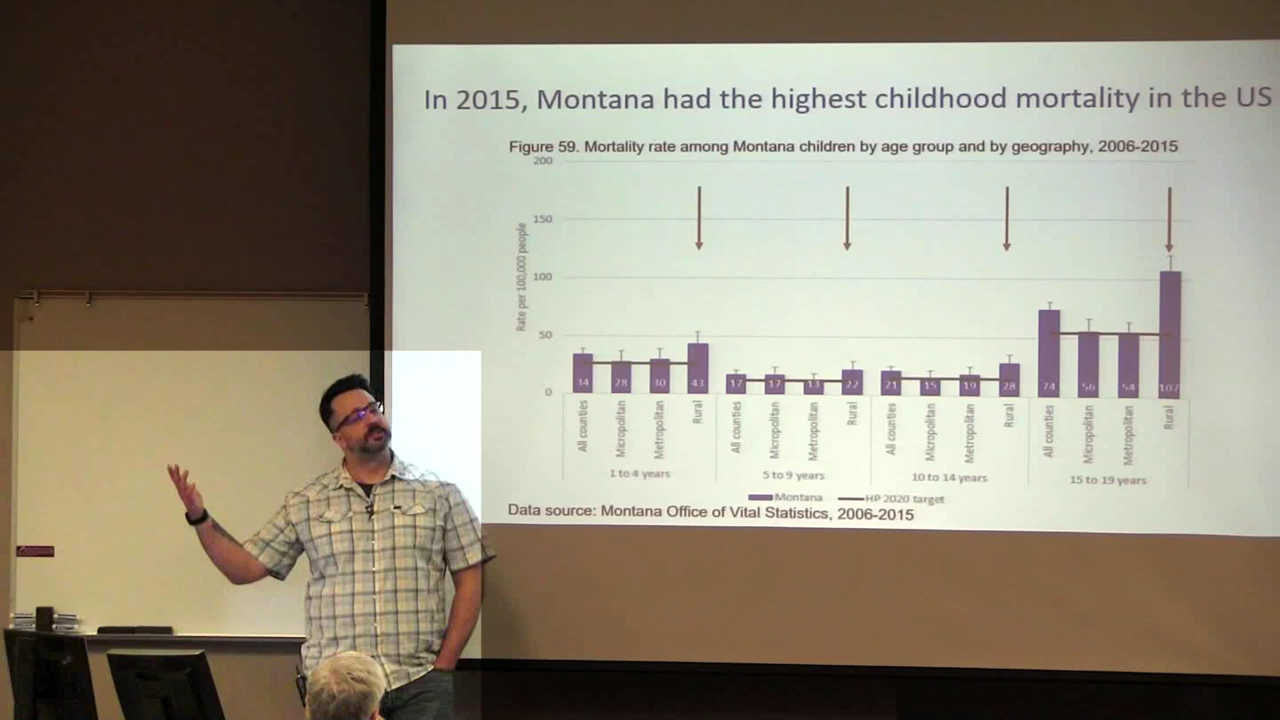 In 2015, Montana had the highest childhood mortality in the US
Figure 59. Mortality rate among Montana children by age group and by geography, 2006-2015
200
150
100
50
0
Rate per 100,000 people
34 28 30 43 17 17 13 22 21 15 19 28 74 56 54 107
All counties Micropolitan Metropolitan Rural All counties Micropolitan Metropolitan Rural All counties Micropolitan Metropolitan Rural All counties Micropolitan Metropolitan Rural
1 to 4 years 5 to 9 years 10 to 14 years 15 to 19 years
Montana HP 2020 target
Data source: Montana Office of Vital Statistics, 2006-2015